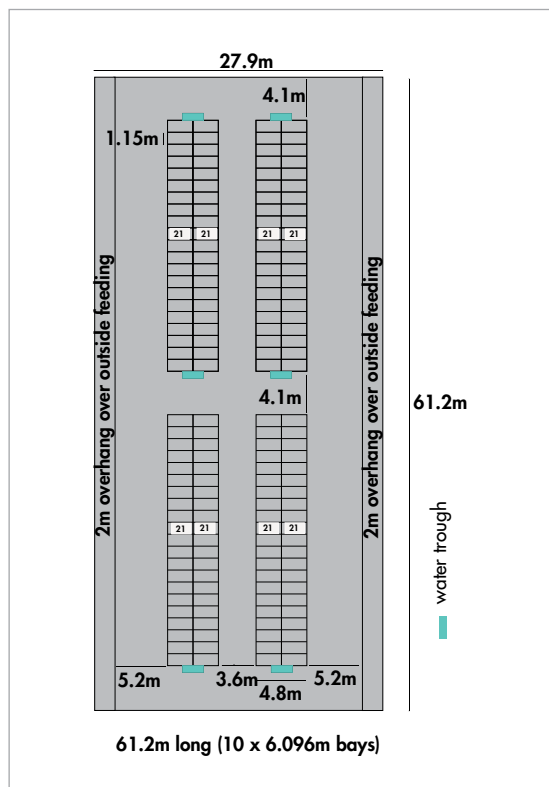 27.9m
4.1m
1.15m
21 21 21 21
2m overhang over outside feeding
2m overhang over outside feeding
4.1m
61.2m
water trough
21 21 21 21
5.2m
3.6m
5.2m
4.8m
61.2m long (10 x 6.096m bays)